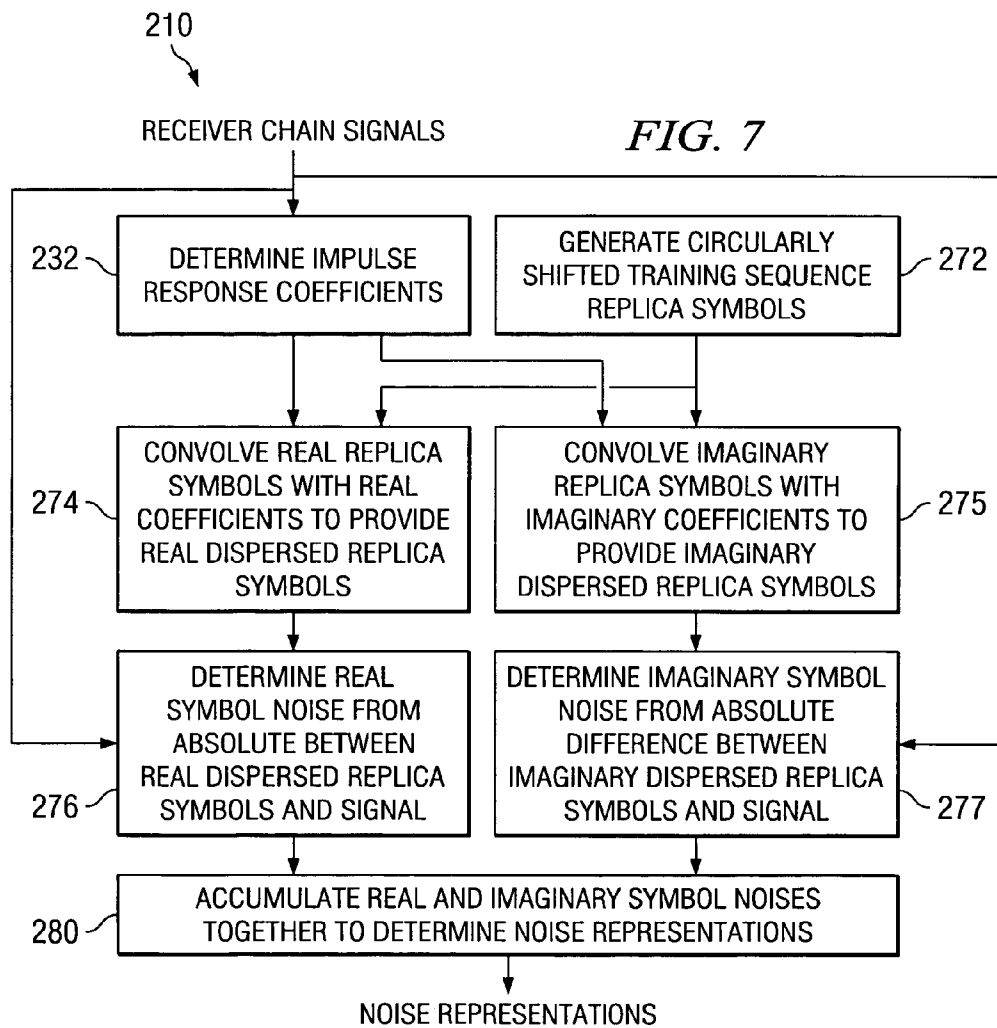 210
RECEIVER CHAIN SIGNALS
FIG. 7
232
DETERMINE IMPULSE
RESPONSE COEFFICIENTS
GENERATE CIRCULARLY
SHIFTED TRAINING SEQUENCE
REPLICA SYMBOLS
272
274
CONVOLVE REAL REPLICA
SYMBOLS WITH REAL
COEFFICIENTS TO PROVIDE
REAL DISPERSED REPLICA
SYMBOLS
CONVOLVE IMAGINARY
REPLICA SYMBOLS WITH
IMAGINARY COEFFICIENTS TO
PROVIDE IMAGINARY
DISPERSED REPLICA SYMBOLS
275
276
DETERMINE REAL
SYMBOL NOISE FROM
ABSOLUTE BETWEEN
REAL DISPERSED REPLICA
SYMBOLS AND SIGNAL
DETERMINE IMAGINARY SYMBOL
NOISE FROM ABSOLUTE
DIFFERENCE BETWEEN
IMAGINARY DISPERSED REPLICA
SYMBOLS AND SIGNAL
277
280
ACCUMULATE REAL AND IMAGINARY SYMBOL NOISES
TOGETHER TO DETERMINE NOISE REPRESENTATIONS
NOISE REPRESENTATIONS